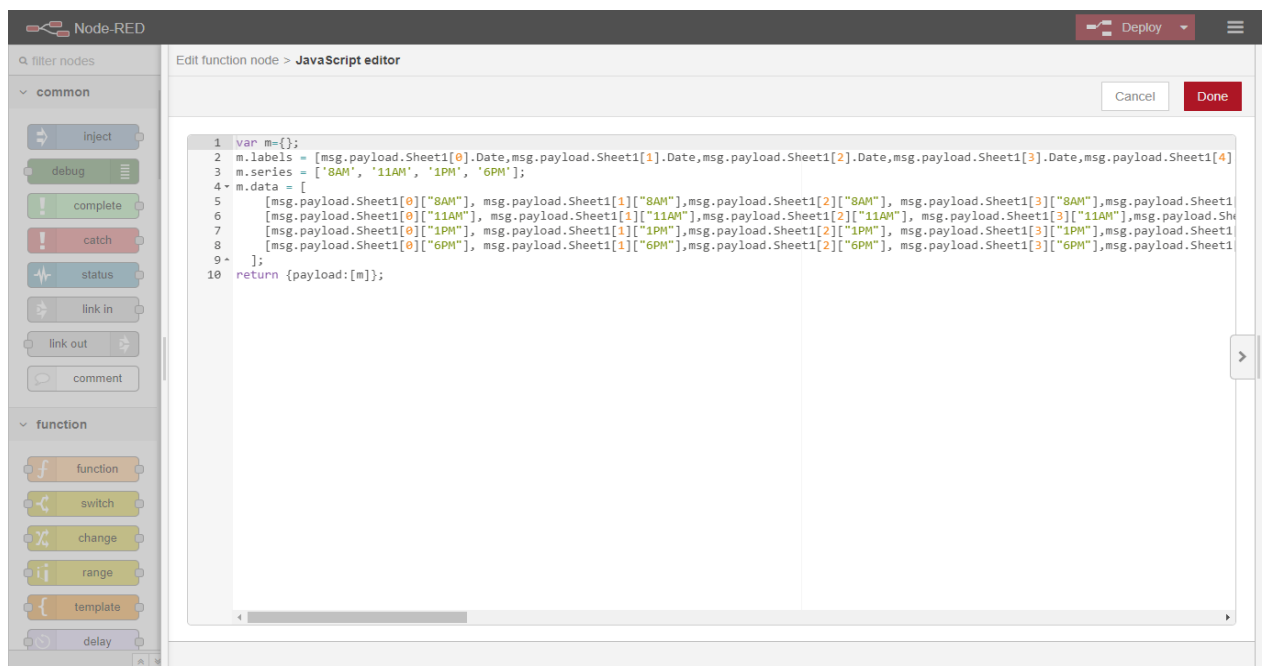 Node-RED
Deploy
filter nodes
Edit function node > JavaScript editor
common
Cancel
Done
inject
debug
complete
catch
status
link in
link out
comment
function
function
switch
change
range
template
delay
1 var m={};
2 m.labels = [msg.payload.Sheet1[0].Date,msg.payload.Sheet1[1].Date,msg.payload.Sheet1[2].Date,msg.payload.Sheet1[3].Date,msg.payload.Sheet1[4]
3 m.series = ['8AM', '11AM', '1PM', '6PM'];
4 m.data = [
5 [msg.payload.Sheet1[0]["8AM"], msg.payload.Sheet1[1]["8AM"],msg.payload.Sheet1[2]["8AM"], msg.payload.Sheet1[3]["8AM"],msg.payload.Sheet1
6 [msg.payload.Sheet1[0]["11AM"], msg.payload.Sheet1[1]["11AM"],msg.payload.Sheet1[2]["11AM"], msg.payload.Sheet1[3]["11AM"],msg.payload.She
7 [msg.payload.Sheet1[0]["1PM"], msg.payload.Sheet1[1]["1PM"],msg.payload.Sheet1[2]["1PM"], msg.payload.Sheet1[3]["1PM"],msg.payload.Sheet1
8 [msg.payload.Sheet1[0]["6PM"], msg.payload.Sheet1[1]["6PM"],msg.payload.Sheet1[2]["6PM"], msg.payload.Sheet1[3]["6PM"],msg.payload.Sheet1
9 ];
10 return {payload:[m]};